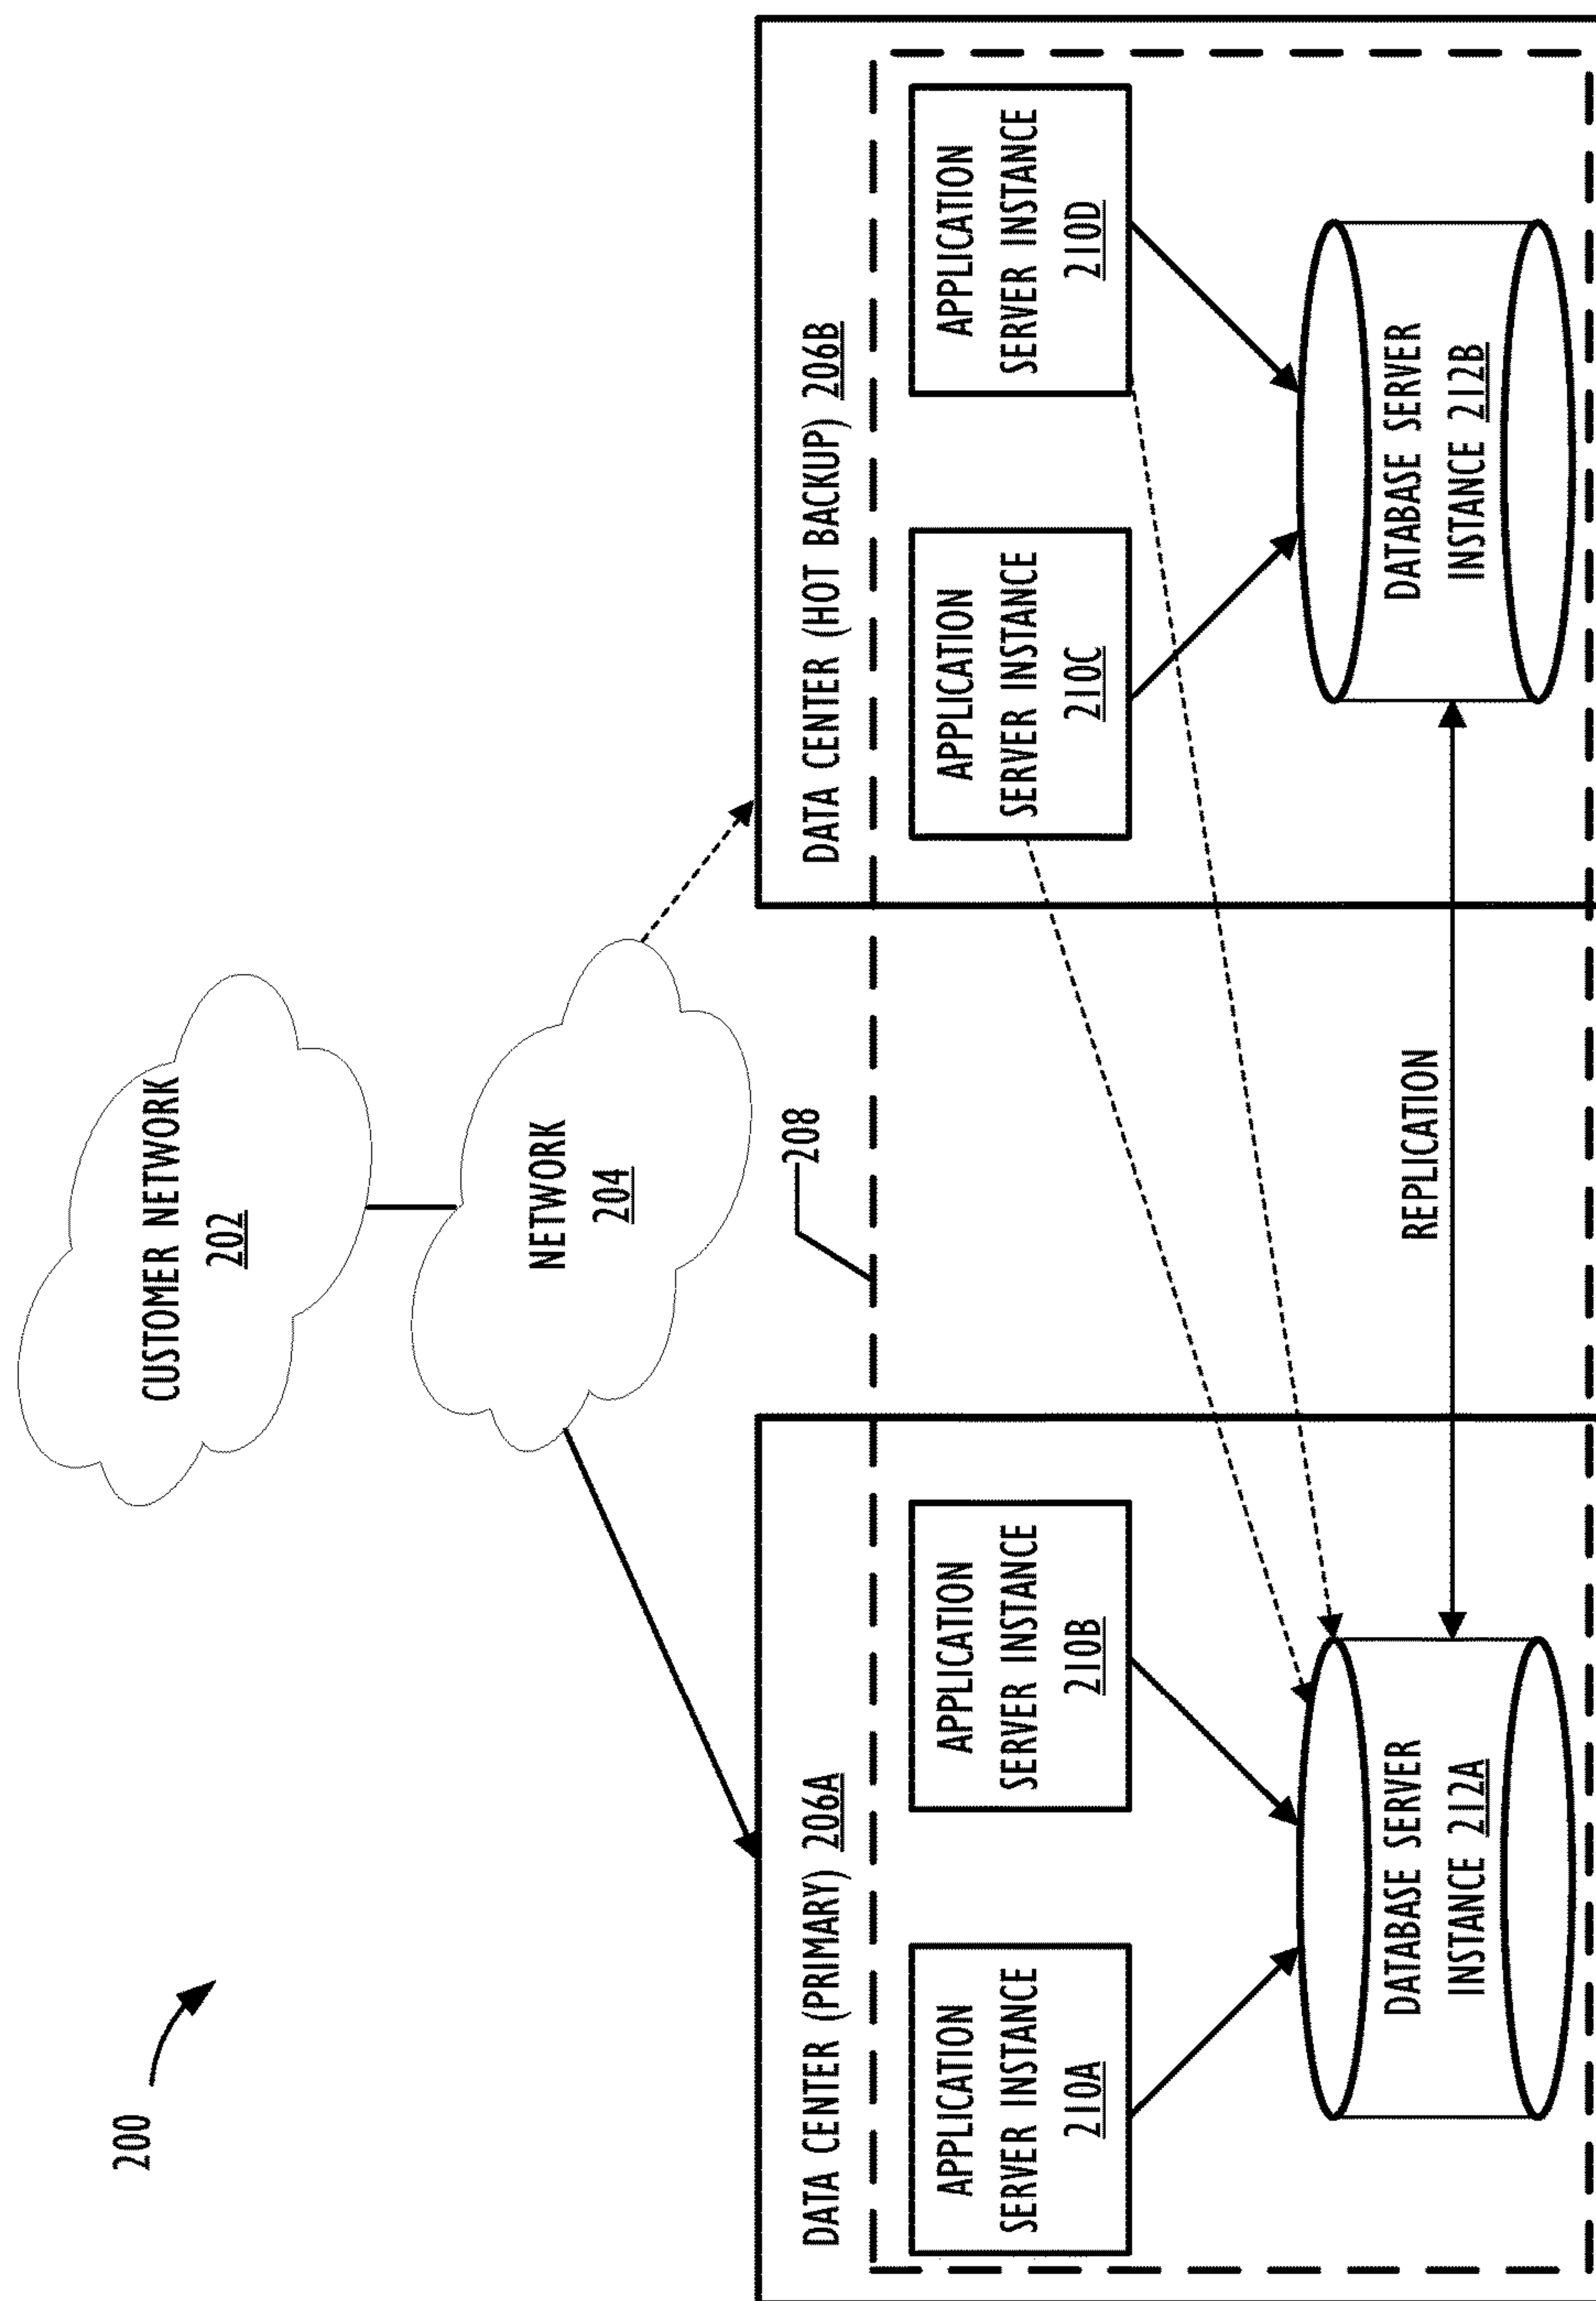 200
CUSTOMER NETWORK
202
NETWORK
204
208
DATA CENTER (PRIMARY) 206A
APPLICATION
SERVER INSTANCE
210A
APPLICATION
SERVER INSTANCE
210B
DATABASE SERVER
INSTANCE 212A
REPLICATION
DATA CENTER (HOT BACKUP) 206B
APPLICATION
SERVER INSTANCE
210C
APPLICATION
SERVER INSTANCE
210D
DATABASE SERVER
INSTANCE 212B